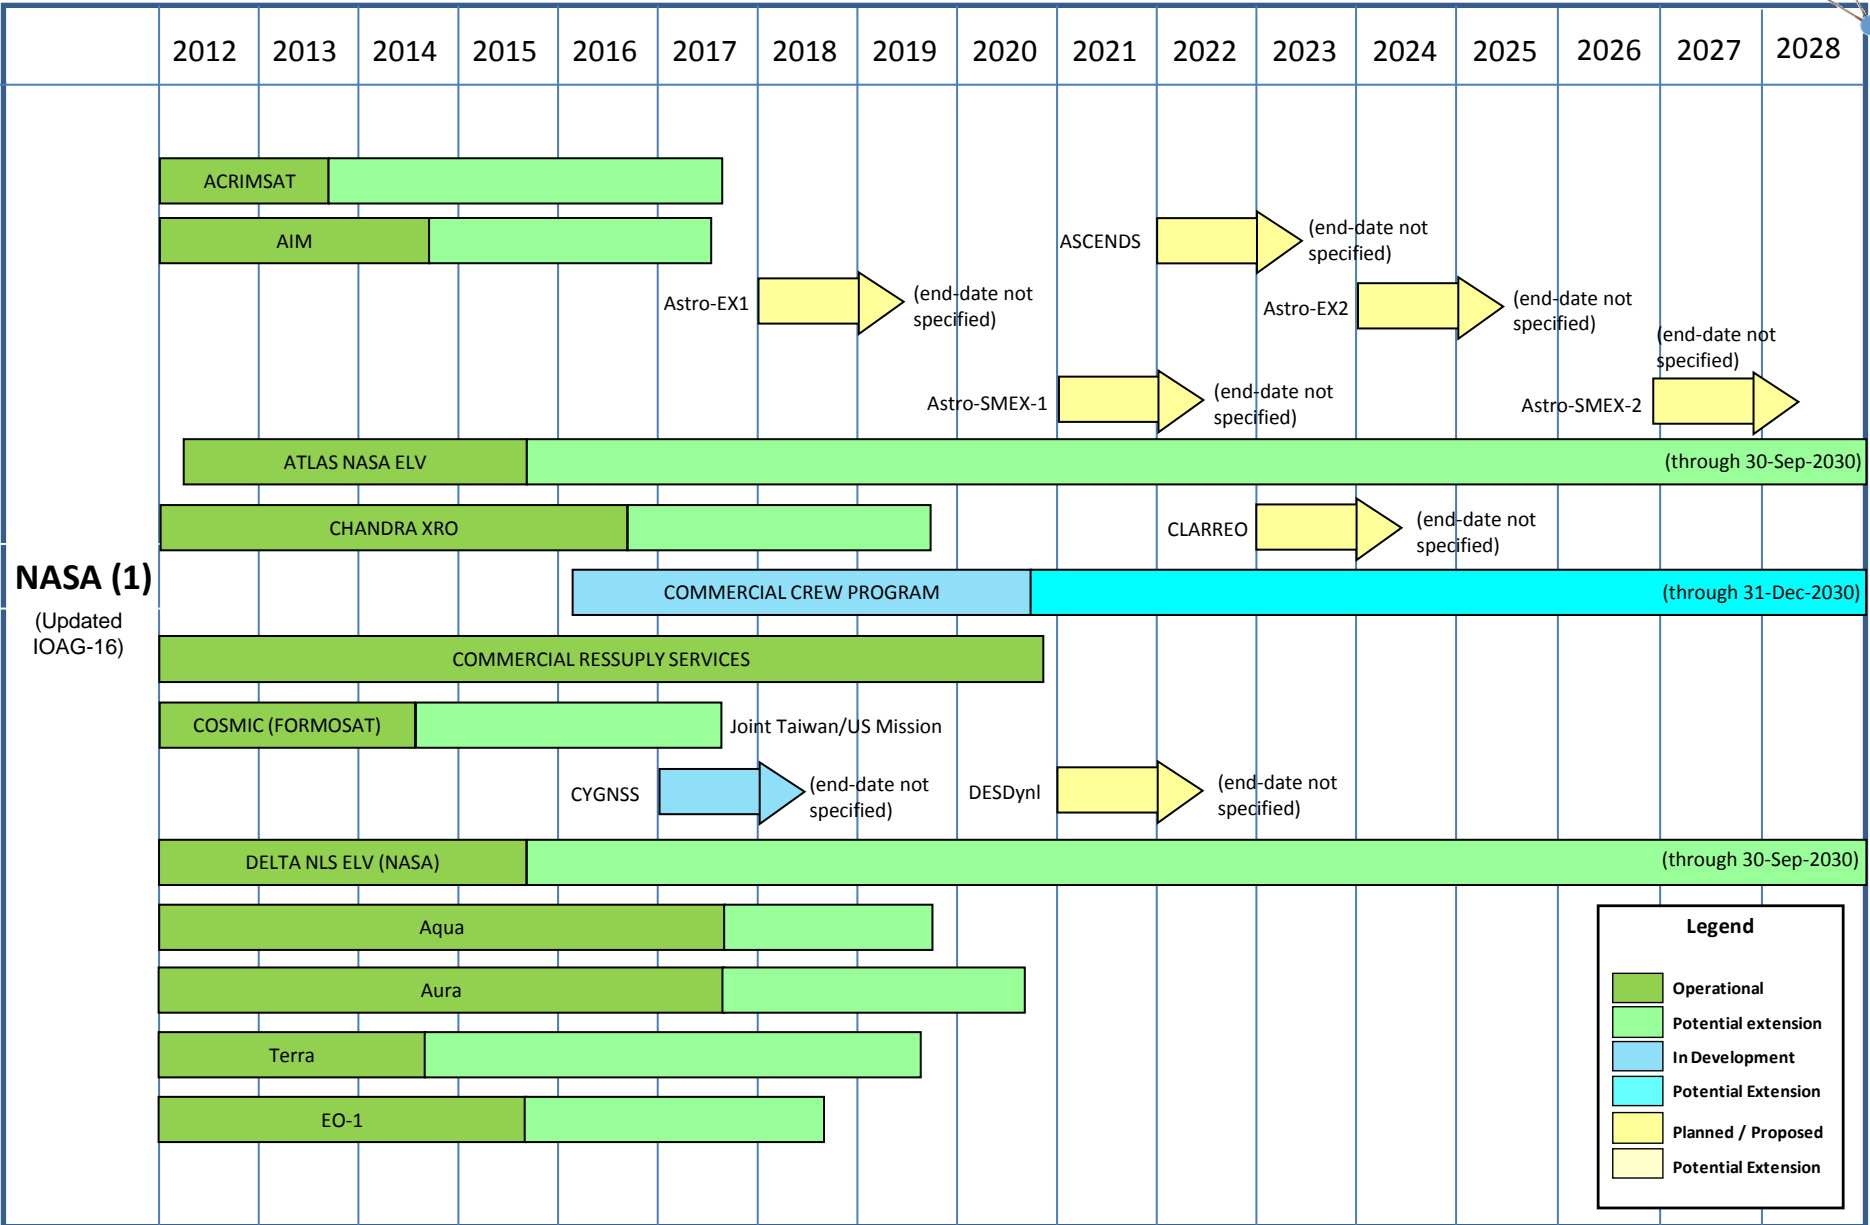 2012 2013 2014 2015 2016 2017 2018 2019 2020 2021 2022 2023 2024 2025 2026 2027 2028
NASA (1)
(Updated
IOAG-16)
ACRIMSAT
AIM
ASCENDS
(end-date not
specified)
Astro-EX1
(end-date not
specified)
Astro-EX2
(end-date not
specified)
Astro-SMEX-1
(end-date not
specified)
Astro-SMEX-2
(end-date not
specified)
ATLAS NASA ELV
(through 30-Sep-2030)
CHANDRA XRO
CLARREO
(end-date not
specified)
COMMERCIAL CREW PROGRAM
(through 31-Dec-2030)
COMMERCIAL RESSUPLY SERVICES
COSMIC (FORMOSAT)
Joint Taiwan/US Mission
CYGNSS
(end-date not
specified)
DESDynl
(end-date not
specified)
DELTA NLS ELV (NASA)
(through 30-Sep-2030)
Aqua
Aura
Terra
EO-1
Legend
Operational
Potential extension
In Development
Potential Extension
Planned / Proposed
Potential Extension